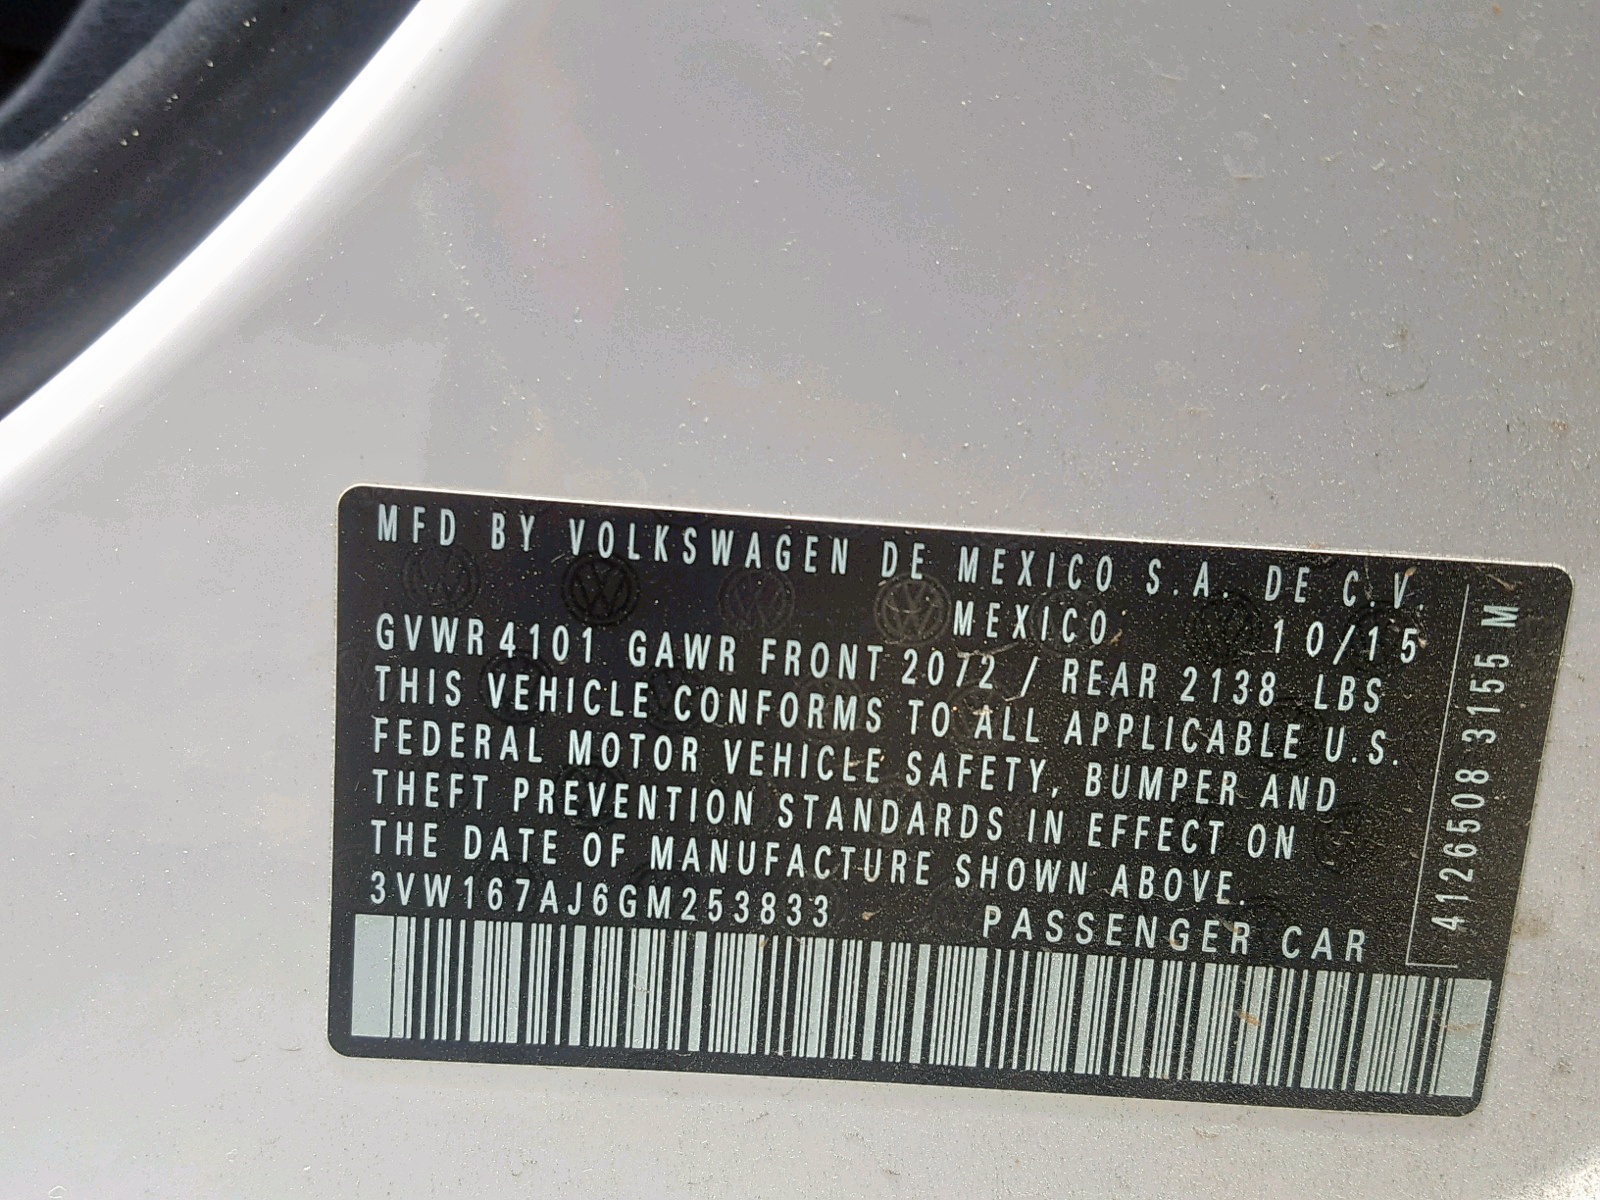 MFD BY VOLKSWAGEN DE MEXICO S.A. DE C.V.
MEXICO, 10/15
GVWR 4101 GAWR FRONT 2072 / REAR 2138 LBS
THIS VEHICLE CONFORMS TO ALL APPLICABLE U.S.
FEDERAL MOTOR VEHICLE SAFETY, BUMPER AND
THEFT PREVENTION STANDARDS IN EFFECT ON
THE DATE OF MANUFACTURE SHOWN ABOVE.
3VW167AJ6GM253833 PASSENGER CAR
41265083155 M